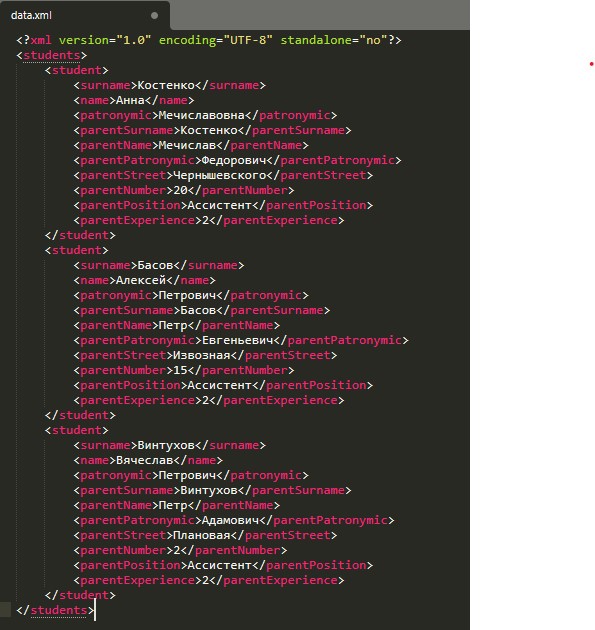 data.xml
<?xml version="1.0" encoding="UTF-8" standalone="no"?>
<students>
<student>
<surname>Костенко</surname>
<name>Анна</name>
<patronymic>Мечиславовна</patronymic>
<parentSurname>Костенко</parentSurname>
<parentName>Мечислав</parentName>
<parentPatronymic>Федорович</parentPatronymic>
<parentStreet>Чернышевского</parentStreet>
<parentNumber>20</parentNumber>
<parentPosition>Ассистент</parentPosition>
<parentExperience>2</parentExperience>
</student>
<student>
<surname>Басов</surname>
<name>Алексей</name>
<patronymic>Петрович</patronymic>
<parentSurname>Басов</parentSurname>
<parentName>Петр</parentName>
<parentPatronymic>Евгеньевич</parentPatronymic>
<parentStreet>Извозная</parentStreet>
<parentNumber>15</parentNumber>
<parentPosition>Ассистент</parentPosition>
<parentExperience>2</parentExperience>
</student>
<student>
<surname>Винтухов</surname>
<name>Вячеслав</name>
<patronymic>Петрович</patronymic>
<parentSurname>Винтухов</parentSurname>
<parentName>Петр</parentName>
<parentPatronymic>Адамович</parentPatronymic>
<parentStreet>Плановая</parentStreet>
<parentNumber>2</parentNumber>
<parentPosition>Ассистент</parentPosition>
<parentExperience>2</parentExperience>
</student>
</students>